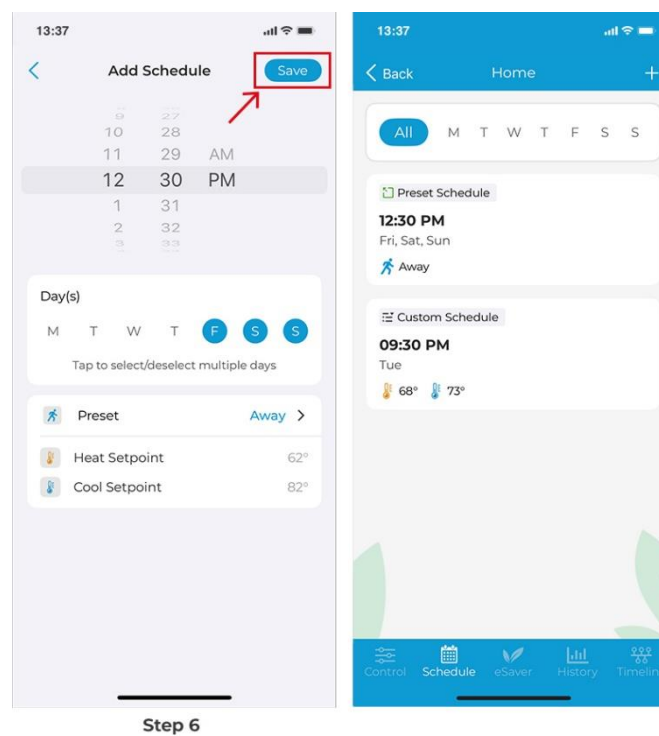 13:37
Add Schedule
Save
9 27
10 28
11 29 AM
12 30 PM
1 31
2 32
3 33
Day(s)
M T W T F S S
Tap to select/deselect multiple days
Preset Away
Heat Setpoint 62°
Cool Setpoint 82°
Step 6
13:37
Back Home +
All M T W T F S S
Preset Schedule
12:30 PM
Fri, Sat, Sun
Away
Custom Schedule
09:30 PM
Tue
68° 73°
Control Schedule eSaver History Timelin